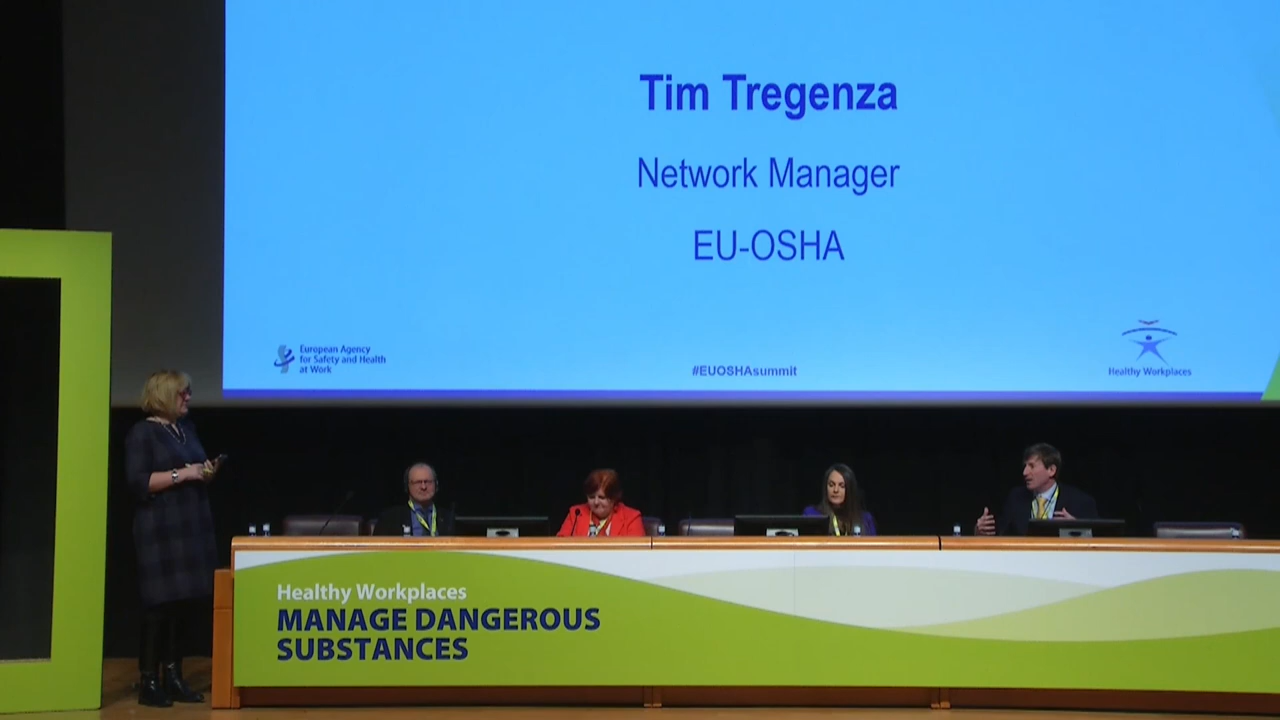 Tim Tregenza
Network Manager
EU-OSHA
European Agency
for Safety and Health
at Work
#EUOSHAsummit
Healthy Workplaces
Healthy Workplaces
MANAGE DANGEROUS
SUBSTANCES